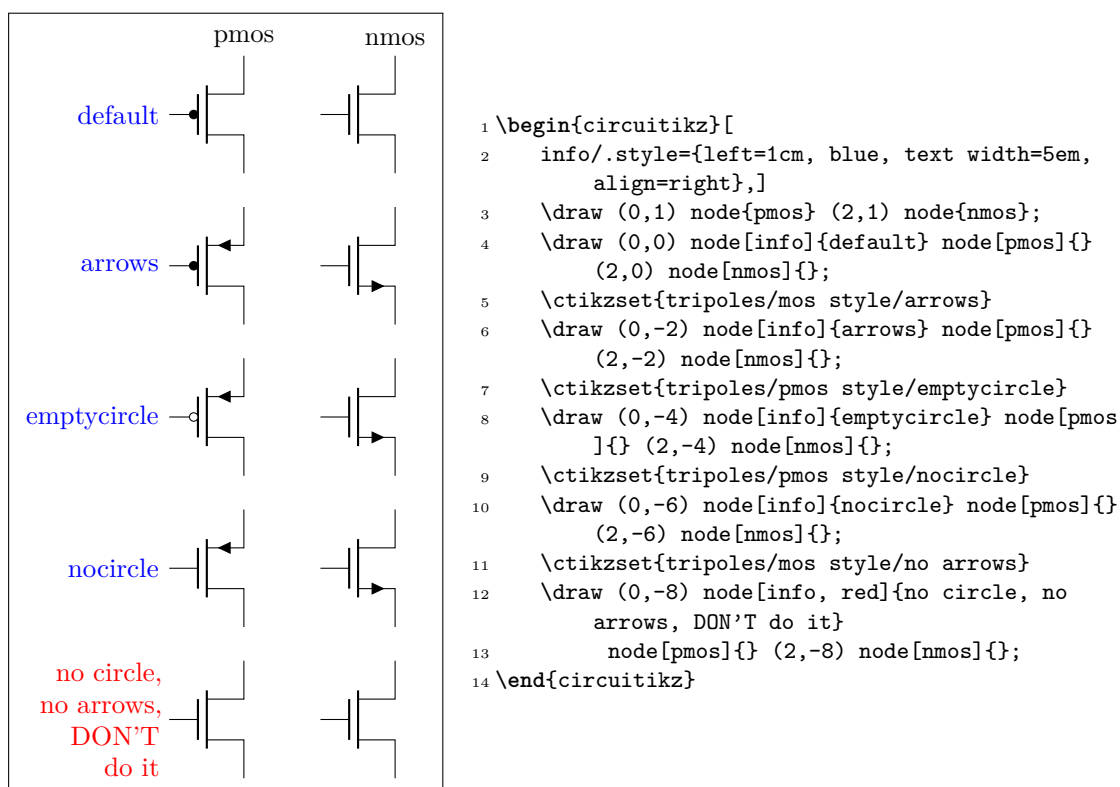 pmos nmos
default
arrows
emptycircle
nocircle
no circle,
no arrows,
DON'T
do it
1 \begin{circuitikz}[
2 info/.style={left=1cm, blue, text width=5em,
align=right},]
3 \draw (0,1) node{pmos} (2,1) node{nmos};
4 \draw (0,0) node[info]{default} node[pmos]{}
(2,0) node[nmos]{};
5 \ctikzset{tripoles/mos style/arrows}
6 \draw (0,-2) node[info]{arrows} node[pmos]{}
(2,-2) node[nmos]{};
7 \ctikzset{tripoles/pmos style/emptycircle}
8 \draw (0,-4) node[info]{emptycircle} node[pmos
]{} (2,-4) node[nmos]{};
9 \ctikzset{tripoles/pmos style/nocircle}
10 \draw (0,-6) node[info]{nocircle} node[pmos]{}
(2,-6) node[nmos]{};
11 \ctikzset{tripoles/mos style/no arrows}
12 \draw (0,-8) node[info, red]{no circle, no
arrows, DON'T do it}
13 node[pmos]{} (2,-8) node[nmos]{};
14 \end{circuitikz}